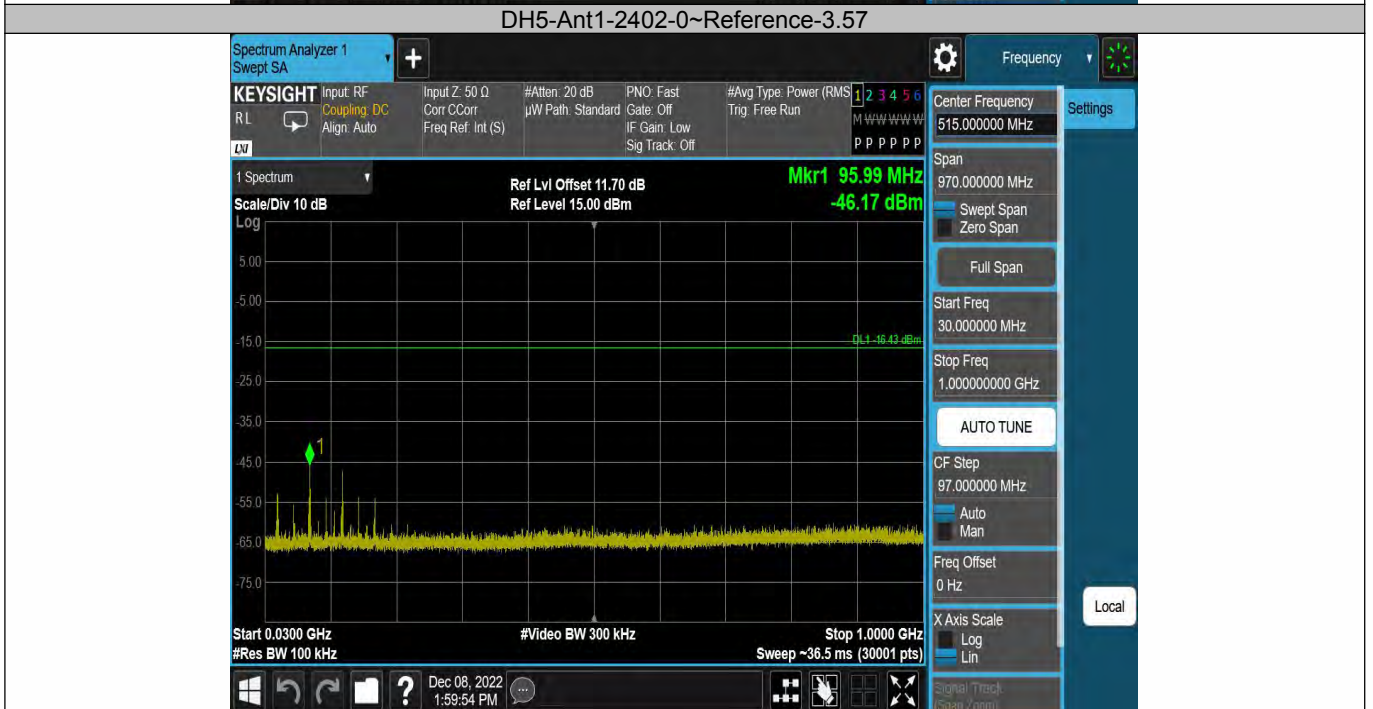 DH5-Ant1-2402-0~Reference-3.57
Spectrum Analyzer 1
Swept SA
+
Frequency
KEYSIGHT
RL
LXI
Input: RF
Coupling: DC
Align: Auto
Input Z: 50 Ω
Corr CCorr
Freq Ref: Int (S)
#Atten: 20 dB
µW Path: Standard
PNO: Fast
Gate: Off
IF Gain: Low
Sig Track: Off
#Avg Type: Power (RMS
Trig: Free Run
1 2 3 4 5 6
M W W W W W
P P P P P P
1 Spectrum
Scale/Div 10 dB
Ref Lvl Offset 11.70 dB
Ref Level 15.00 dBm
Mkr1 95.99 MHz
-46.17 dBm
Log
5.00
-5.00
-15.0
DL1 -16.43 dBm
-25.0
-35.0
1
-45.0
-55.0
-65.0
-75.0
Start 0.0300 GHz
#Video BW 300 kHz
Stop 1.0000 GHz
#Res BW 100 kHz
Sweep ~36.5 ms (30001 pts)
Center Frequency
515.000000 MHz
Settings
Span
970.000000 MHz
Swept Span
Zero Span
Full Span
Start Freq
30.000000 MHz
Stop Freq
1.000000000 GHz
AUTO TUNE
CF Step
97.000000 MHz
Auto
Man
Freq Offset
0 Hz
X Axis Scale
Log
Lin
Local
Signal Track
(Span Zoom)
?
Dec 08, 2022
1:59:54 PM